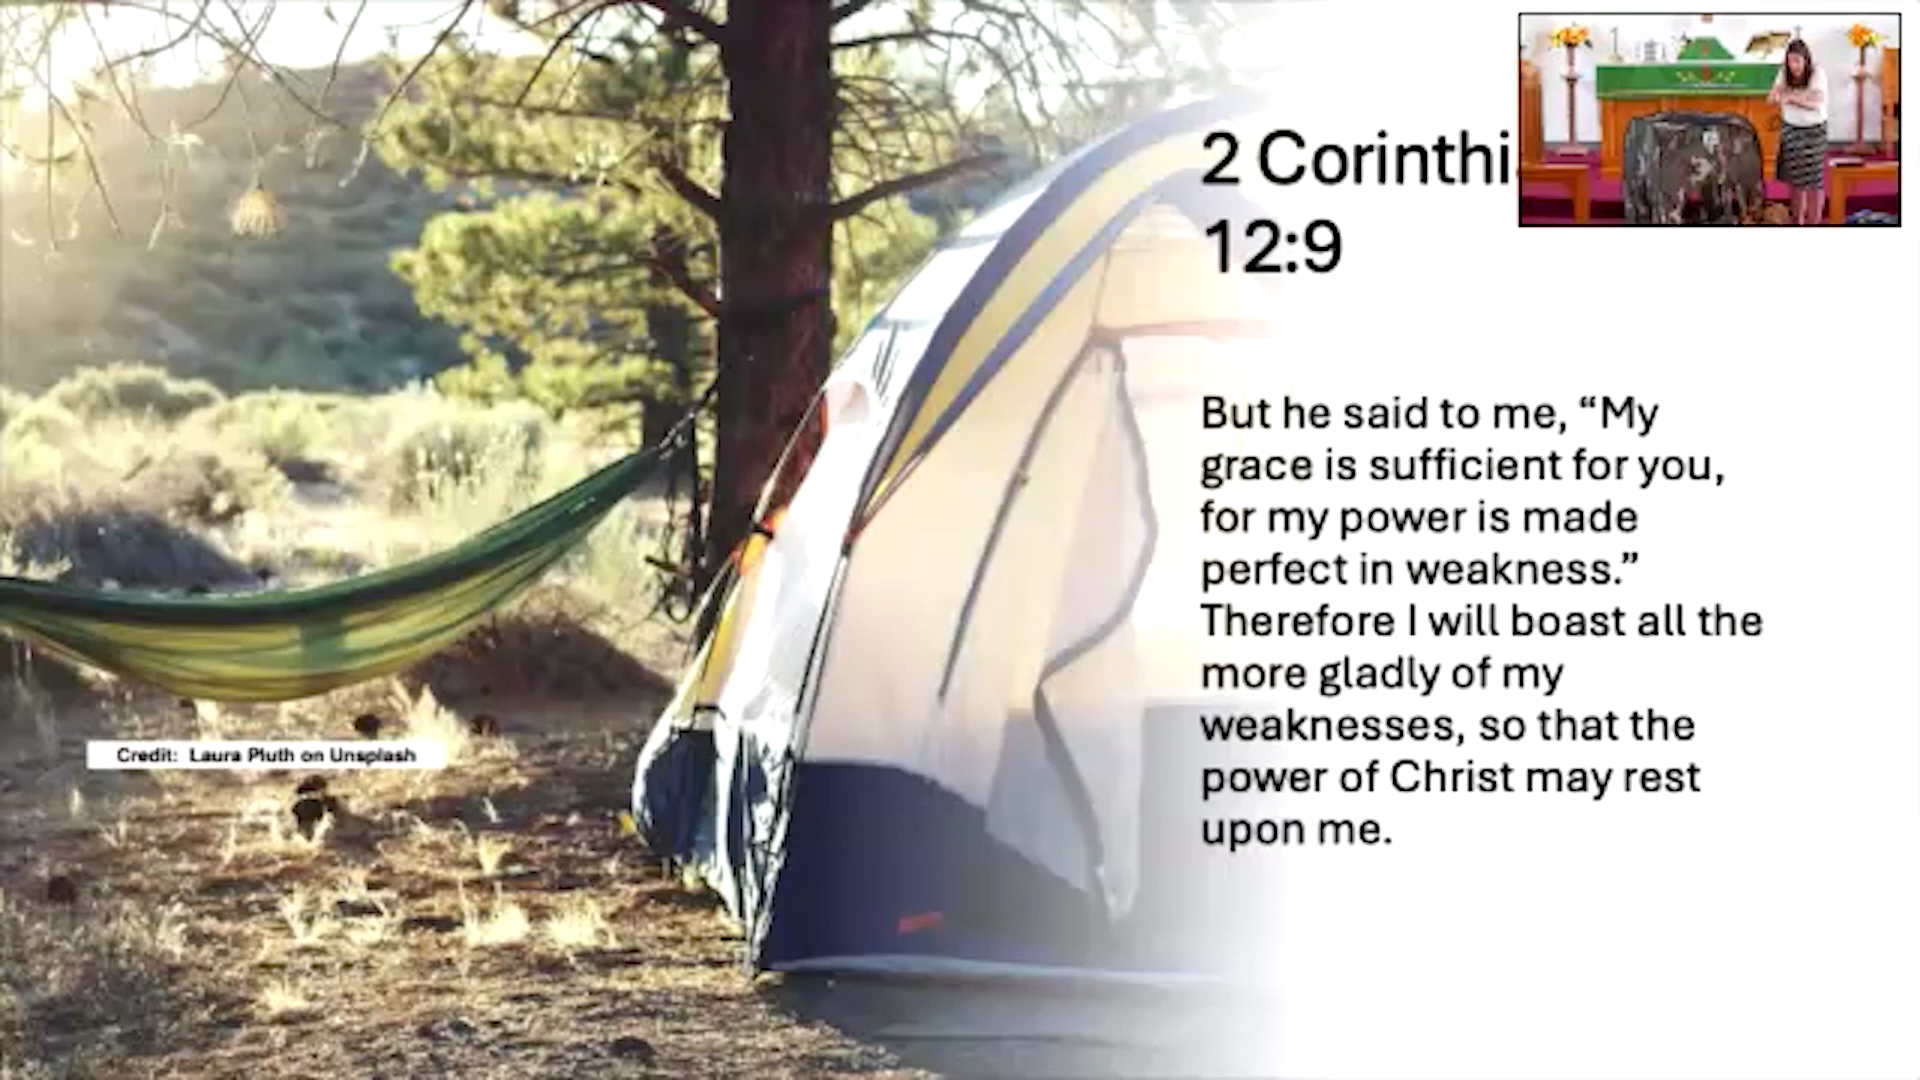 2 Corinthi
12:9
But he said to me, “My
grace is sufficient for you,
for my power is made
perfect in weakness.”
Therefore I will boast all the
more gladly of my
weaknesses, so that the
power of Christ may rest
upon me.
Credit: Laura Pluth on Unsplash